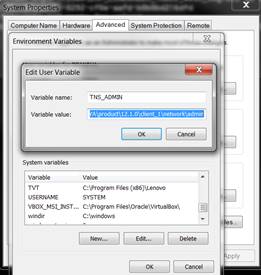 System Properties
Computer Name
Hardware
Advanced
System Protection
Remote
Environment Variables
Edit User Variable
Variable name:
TNS_ADMIN
Variable value:
\product\12.1.0\client_1\network\admin
OK
Cancel
System variables
Variable
Value
TVT
C:\Program Files (x86)\Lenovo
USERNAME
SYSTEM
VBOX_MSI_INST...
C:\Program Files\Oracle\VirtualBox\
windir
C:\windows
New...
Edit...
Delete
OK
Cancel
Apply